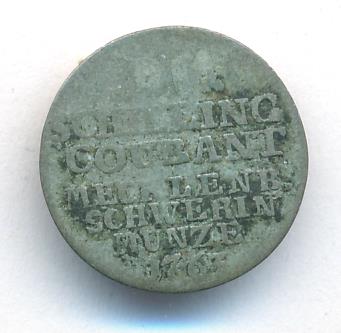 SCHILLING
COURANT
MECKLENB.
SCHWERIN
MUNZE